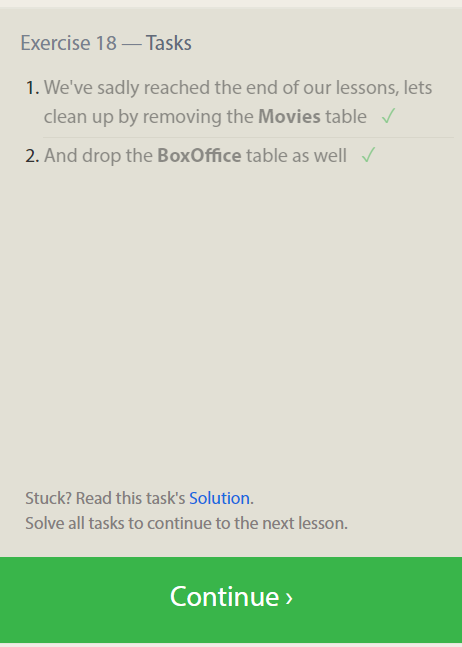 Exercise 18 — Tasks
1. We've sadly reached the end of our lessons, lets
clean up by removing the Movies table ✓
2. And drop the BoxOffice table as well ✓
Stuck? Read this task's Solution.
Solve all tasks to continue to the next lesson.
Continue ›